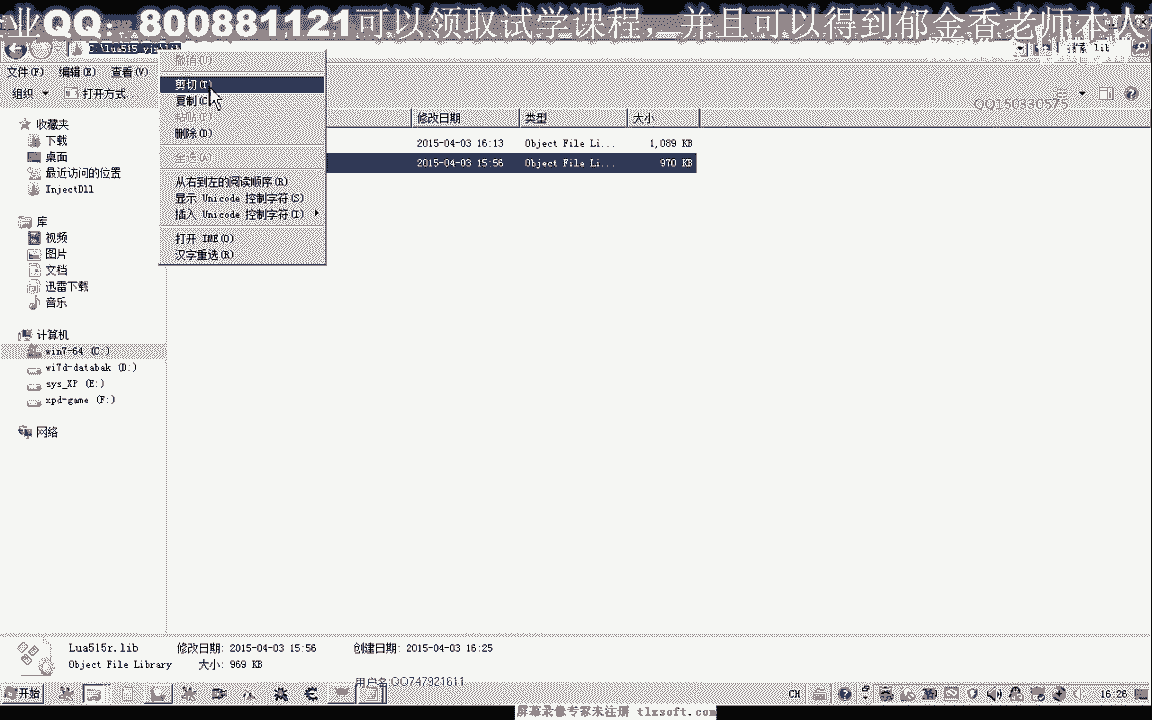 业QQ：800881121可以领取试学课程，并且可以得到郁金香老师本人
C:\lua515_yjx\lib
lib
文件(F) 编辑(E) 查看(V)
组织 打开方式...
QQ150330575
撤消(U)
剪切(T)
复制(C)
粘贴(P)
删除(D)
全选(A)
从右到左的阅读顺序(R)
显示 Unicode 控制字符(S)
插入 Unicode 控制字符(I)
打开 IME(O)
汉字重选(R)
修改日期 类型 大小
2015-04-03 16:13 Object File Li... 1,089 KB
2015-04-03 15:56 Object File Li... 970 KB
收藏夹
下载
桌面
最近访问的位置
InjectDll
库
视频
图片
文档
迅雷下载
音乐
计算机
win7-64 (C:)
wi7d-databak (D:)
sys_XP (E:)
xpd-game (F:)
网络
Lua515r.lib 修改日期: 2015-04-03 15:56 创建日期: 2015-04-03 16:25
Object File Library 大小: 969 KB
用户名:QQ747921611
开始 CH 16:26
屏幕录像专家未注册 tlxsoft.com